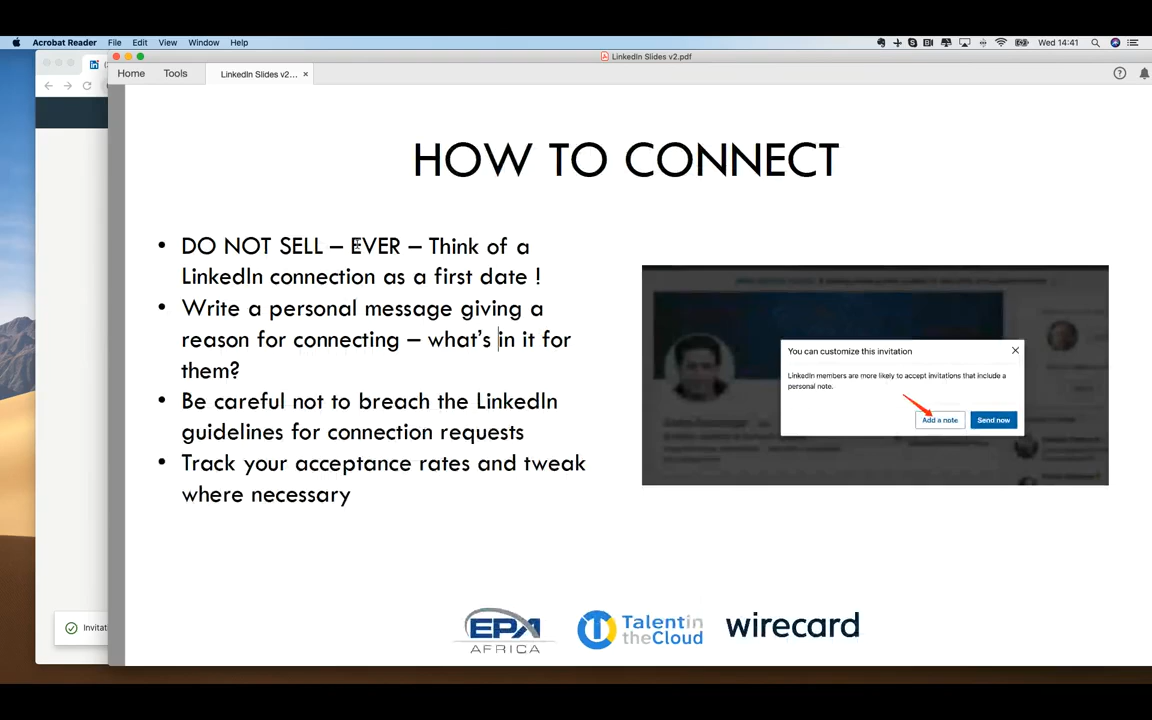 Acrobat Reader File Edit View Window Help Wed 14:41
LinkedIn Slides v2.pdf
Home Tools LinkedIn Slides v2... ×
HOW TO CONNECT
• DO NOT SELL – EVER – Think of a
LinkedIn connection as a first date !
• Write a personal message giving a
reason for connecting – what’s in it for
them?
• Be careful not to breach the LinkedIn
guidelines for connection requests
• Track your acceptance rates and tweak
where necessary
You can customize this invitation
LinkedIn members are more likely to accept invitations that include a
personal note.
Add a note Send now
Invitat
EPA
AFRICA
Talentin
theCloud
wirecard